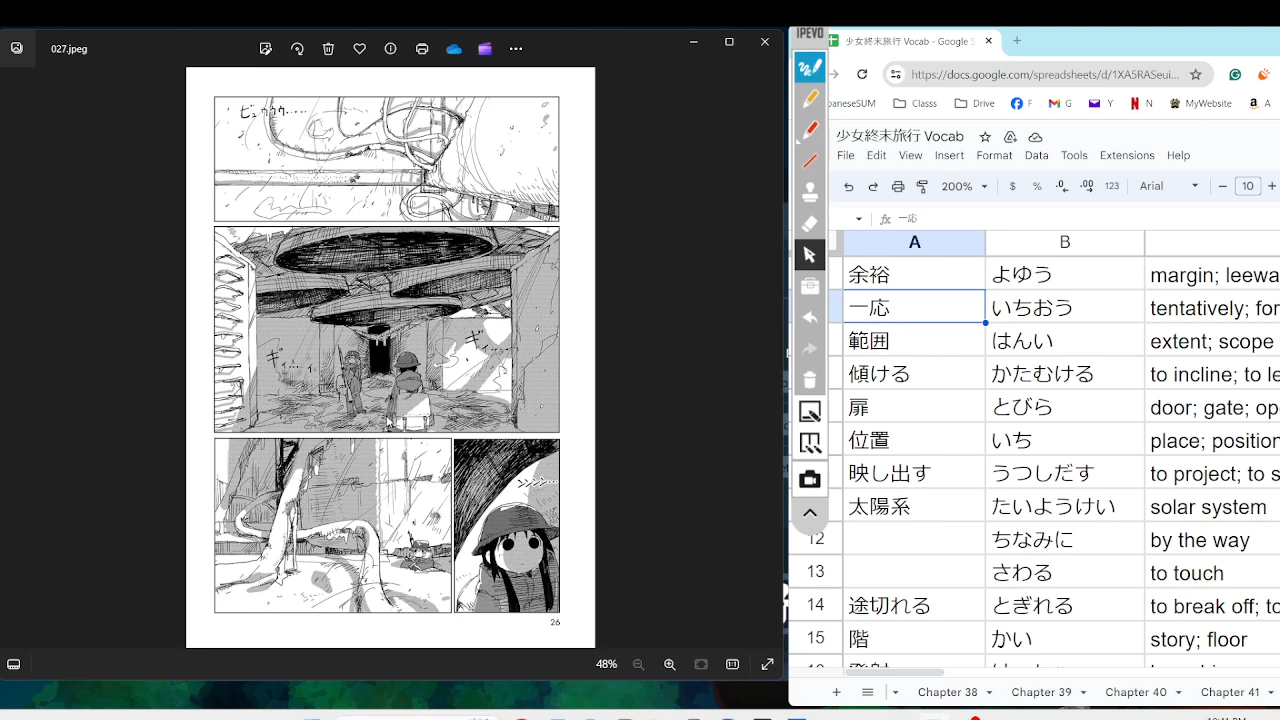 027.jpeg
ビュゥゥゥ......
ギ......
26
48%
IPEVO
少女終末旅行 Vocab - Google S
https://docs.google.com/spreadsheets/d/1XA5RASeui...
paneseSUM Classs Drive F G Y N MyWebsite A
少女終末旅行 Vocab
File Edit View Insert Format Data Tools Extensions Help
200% $ % .0 .00 123 Arial 10
fx 一応
A B
余裕 よゆう margin; leewa
一応 いちおう tentatively; for
範囲 はんい extent; scope
傾ける かたむける to incline; to le
扉 とびら door; gate; op
位置 いち place; position
映し出す うつしだす to project; to s
太陽系 たいようけい solar system
12 ちなみに by the way
13 さわる to touch
14 途切れる とぎれる to break off; to
15 階 かい story; floor
Chapter 38 Chapter 39 Chapter 40 Chapter 41